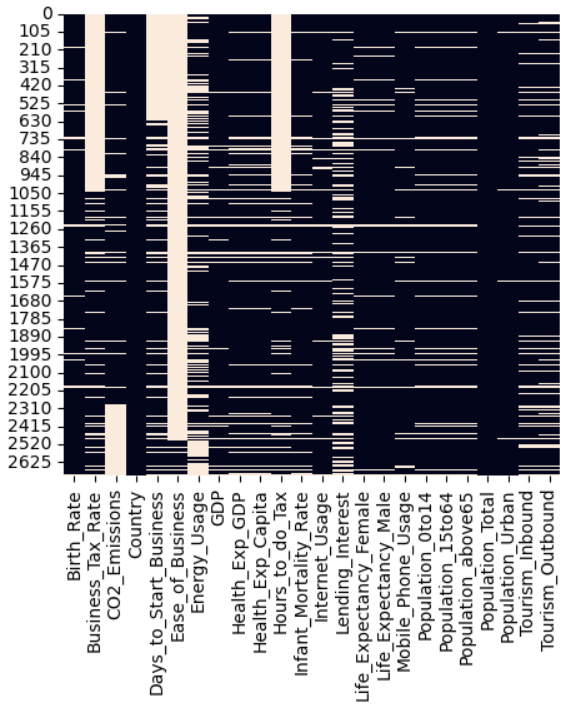 0
105
210
315
420
525
630
735
840
945
1050
1155
1260
1365
1470
1575
1680
1785
1890
1995
2100
2205
2310
2415
2520
2625
Birth_Rate
Business_Tax_Rate
CO2_Emissions
Country
Days_to_Start_Business
Ease_of_Business
Energy_Usage
GDP
Health_Exp_GDP
Health_Exp_Capita
Hours_to_do_Tax
Infant_Mortality_Rate
Internet_Usage
Lending_Interest
Life_Expectancy_Female
Life_Expectancy_Male
Mobile_Phone_Usage
Population_0to14
Population_15to64
Population_above65
Population_Total
Population_Urban
Tourism_Inbound
Tourism_Outbound